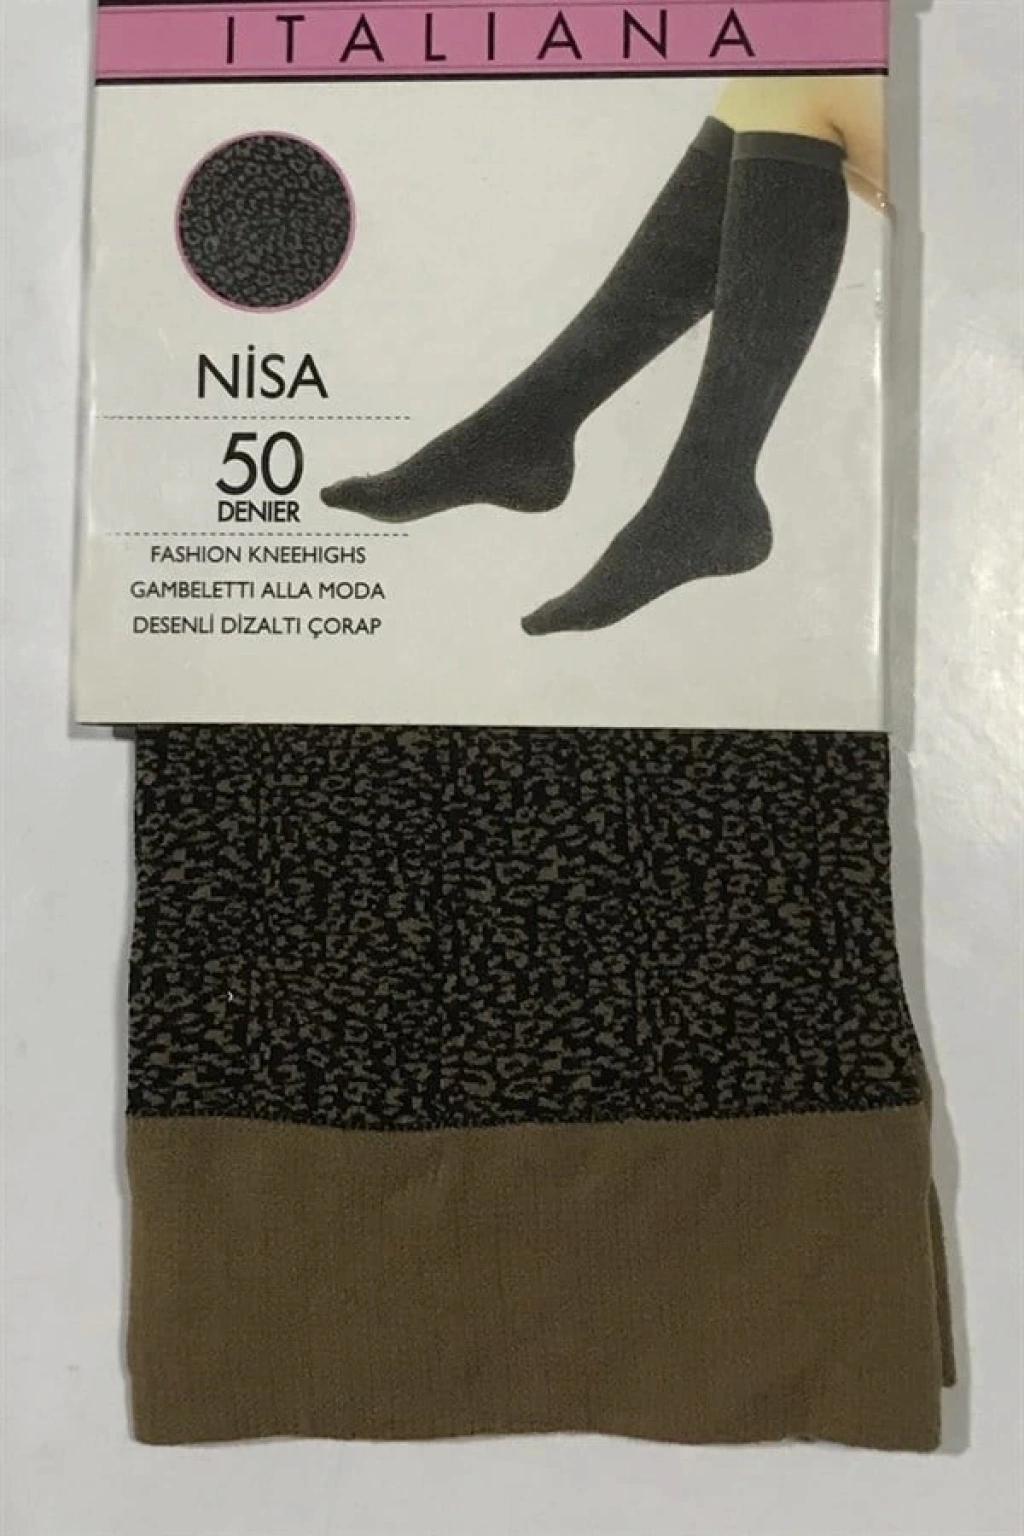 ITALIANA
NİSA
50
DENIER
FASHION KNEEHIGHS
GAMBELETTI ALLA MODA
DESENLİ DİZALTI ÇORAP